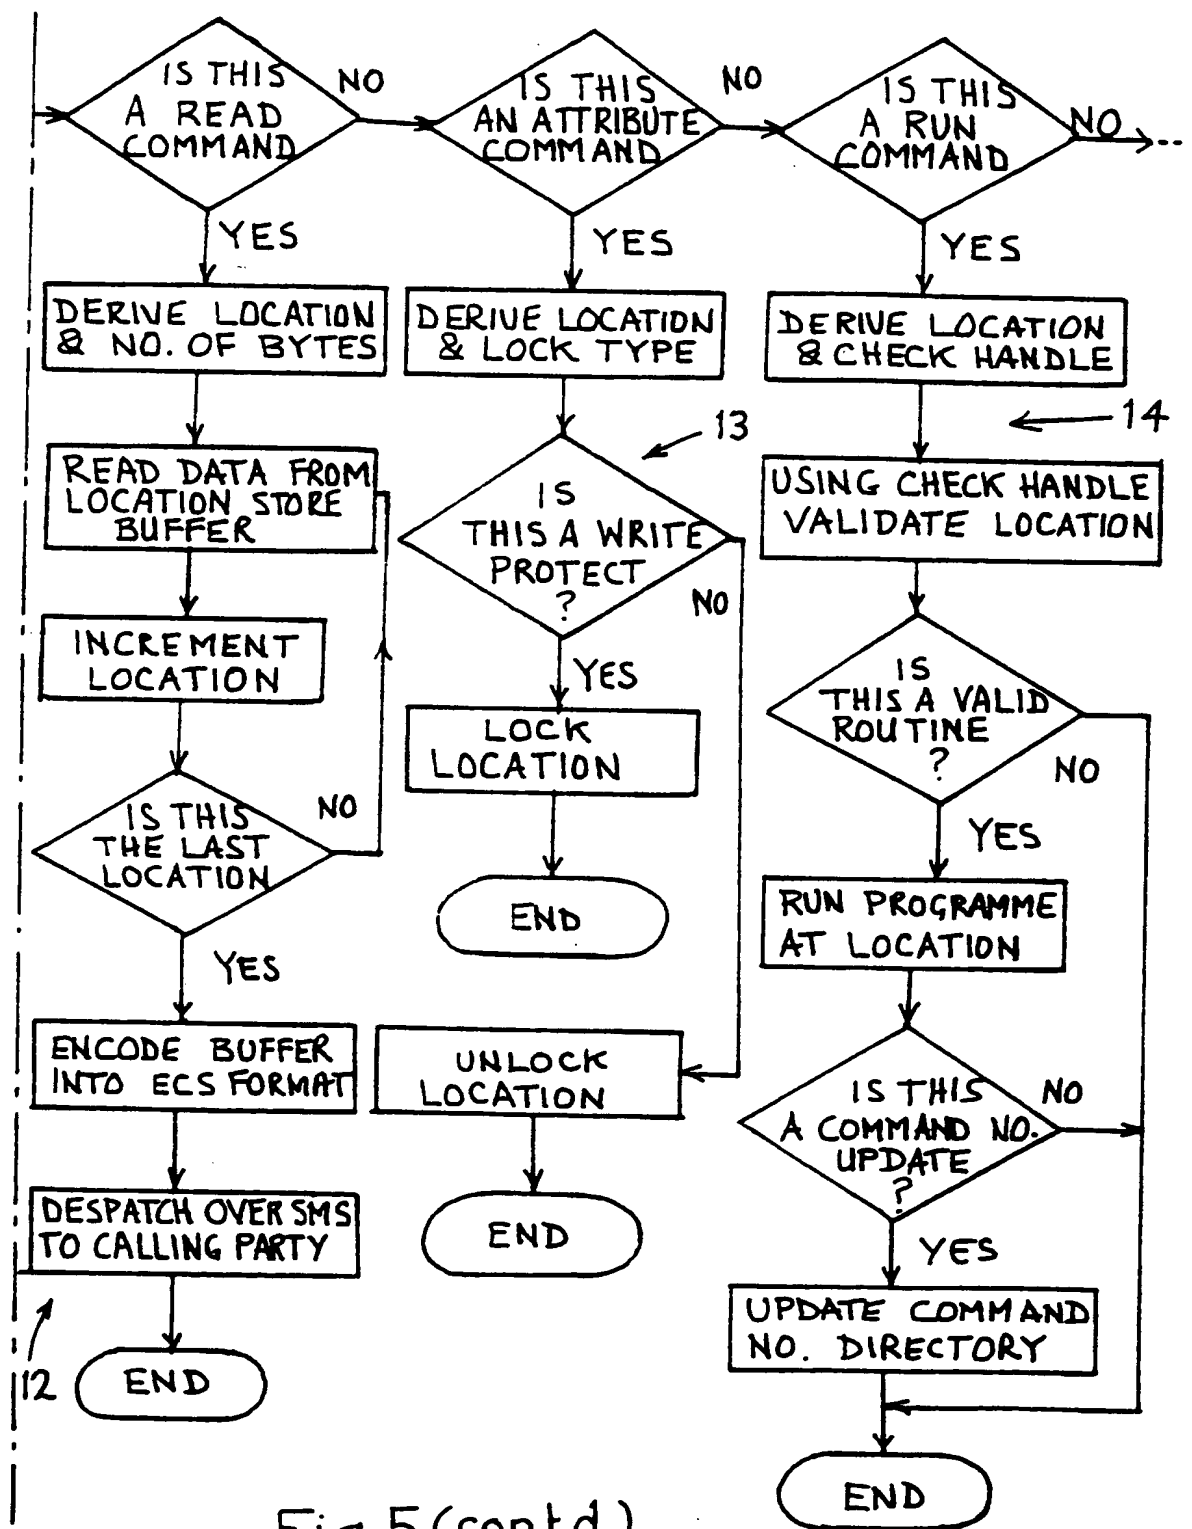 IS THIS
A READ
COMMAND
NO
YES
DERIVE LOCATION
& NO. OF BYTES
READ DATA FROM
LOCATION STORE
BUFFER
INCREMENT
LOCATION
IS THIS
THE LAST
LOCATION
NO
YES
ENCODE BUFFER
INTO ECS FORMAT
DESPATCH OVER SMS
TO CALLING PARTY
12
END
IS THIS
AN ATTRIBUTE
COMMAND
NO
YES
DERIVE LOCATION
& LOCK TYPE
13
IS
THIS A WRITE
PROTECT
?
NO
YES
LOCK
LOCATION
END
UNLOCK
LOCATION
END
IS THIS
A RUN
COMMAND
NO
YES
DERIVE LOCATION
& CHECK HANDLE
14
USING CHECK HANDLE
VALIDATE LOCATION
IS
THIS A VALID
ROUTINE
?
NO
YES
RUN PROGRAMME
AT LOCATION
IS THIS
A COMMAND NO.
UPDATE
?
NO
YES
UPDATE COMMAND
NO. DIRECTORY
END
Fig 5 (contd)